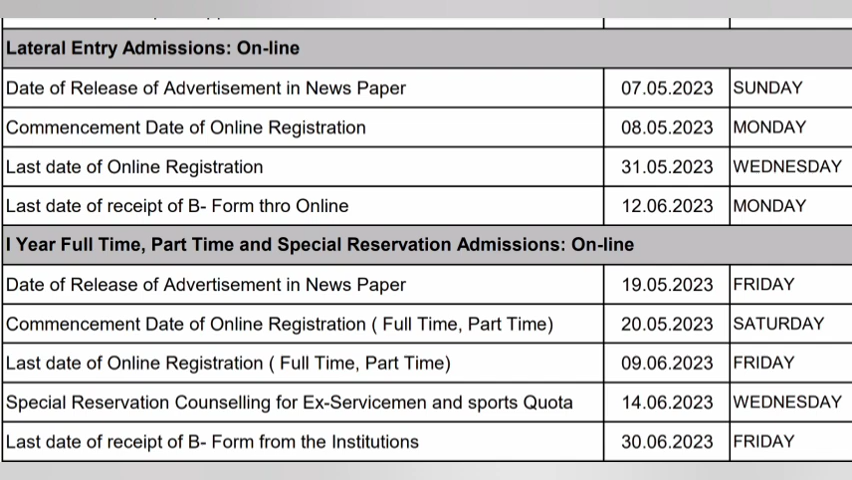 Lateral Entry Admissions: On-line
Date of Release of Advertisement in News Paper 07.05.2023 SUNDAY
Commencement Date of Online Registration 08.05.2023 MONDAY
Last date of Online Registration 31.05.2023 WEDNESDAY
Last date of receipt of B- Form thro Online 12.06.2023 MONDAY
I Year Full Time, Part Time and Special Reservation Admissions: On-line
Date of Release of Advertisement in News Paper 19.05.2023 FRIDAY
Commencement Date of Online Registration ( Full Time, Part Time) 20.05.2023 SATURDAY
Last date of Online Registration ( Full Time, Part Time) 09.06.2023 FRIDAY
Special Reservation Counselling for Ex-Servicemen and sports Quota 14.06.2023 WEDNESDAY
Last date of receipt of B- Form from the Institutions 30.06.2023 FRIDAY